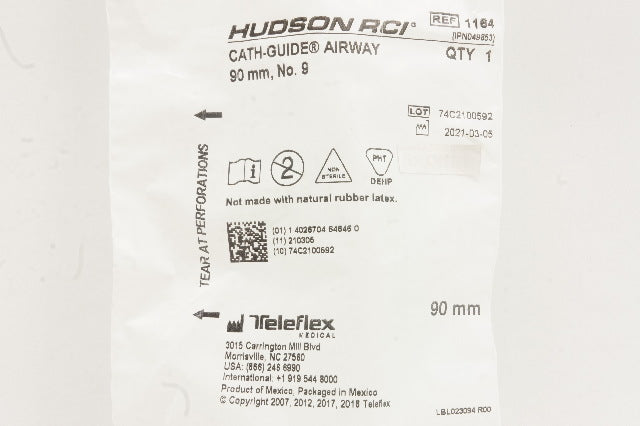 HUDSON RCI®
REF 1164
(IPN049853)
CATH-GUIDE® AIRWAY
QTY 1
90 mm, No. 9
LOT 74C2100592
2021-03-05
TEAR AT PERFORATIONS
i
2
NON
STERILE
PHT
DEHP
Not made with natural rubber latex.
(01) 1 4026704 64646 0
(11) 210305
(10) 74C2100592
90 mm
Teleflex
MEDICAL
3015 Carrington Mill Blvd
Morrisville, NC 27560
USA: (866) 246 6990
International: +1 919 544 8000
Product of Mexico, Packaged in Mexico
© Copyright 2007, 2012, 2017, 2018 Teleflex
LBL023094 R00